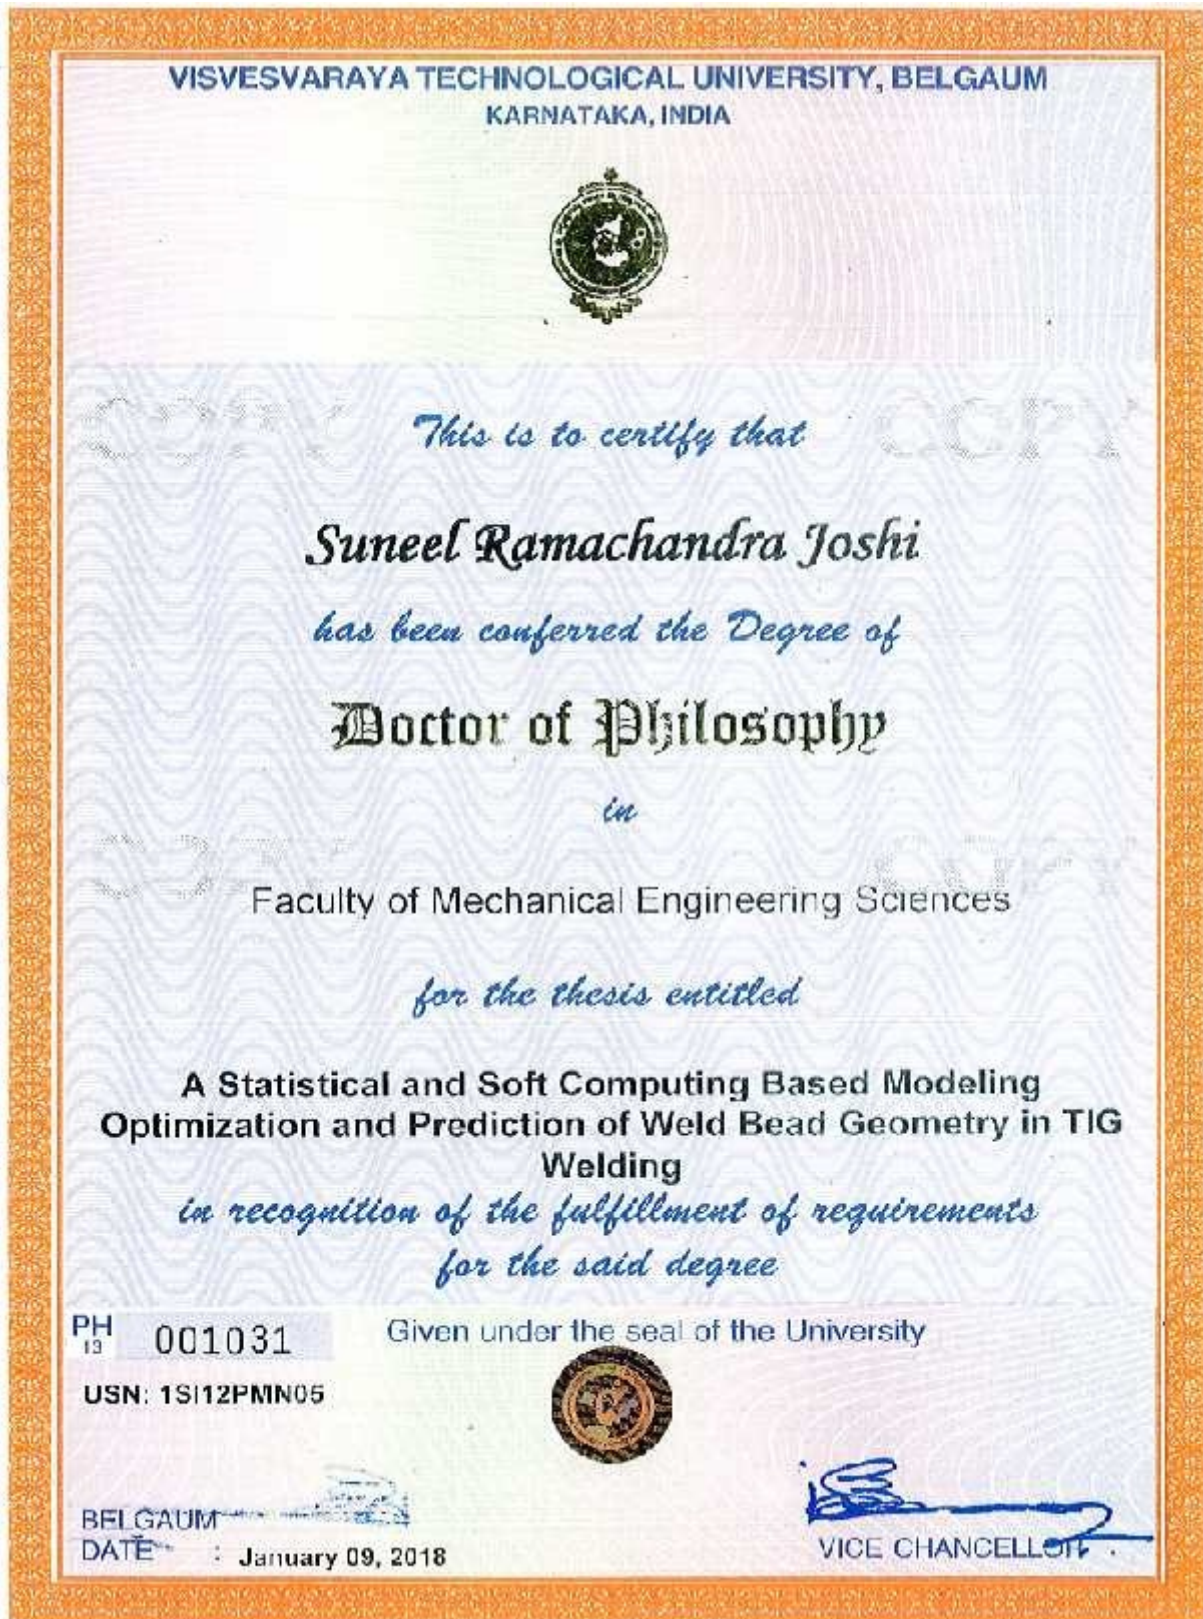 VISVESVARAYA TECHNOLOGICAL UNIVERSITY, BELGAUM
KARNATAKA, INDIA
COPY COPY
This is to certify that
Suneel Ramachandra Joshi
has been conferred the Degree of
Doctor of Philosophy
in
COPY COPY
Faculty of Mechanical Engineering Sciences
for the thesis entitled
A Statistical and Soft Computing Based Modeling
Optimization and Prediction of Weld Bead Geometry in TIG
Welding
in recognition of the fulfillment of requirements
for the said degree
PH 13 001031
Given under the seal of the University
USN: 1SI12PMN05
BELGAUM
DATE : January 09, 2018
VICE CHANCELLOR